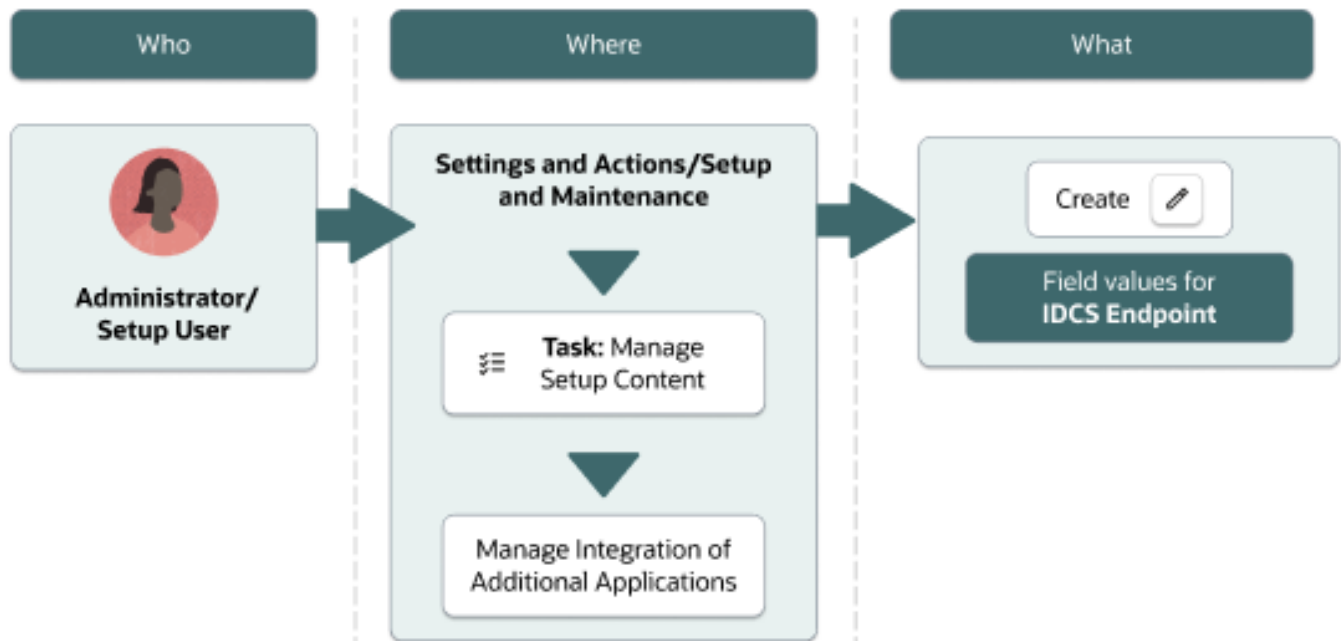 Who
Where
What
Administrator/
Setup User
Settings and Actions/Setup
and Maintenance
Task: Manage
Setup Content
Manage Integration of
Additional Applications
Create
Field values for
IDCS Endpoint